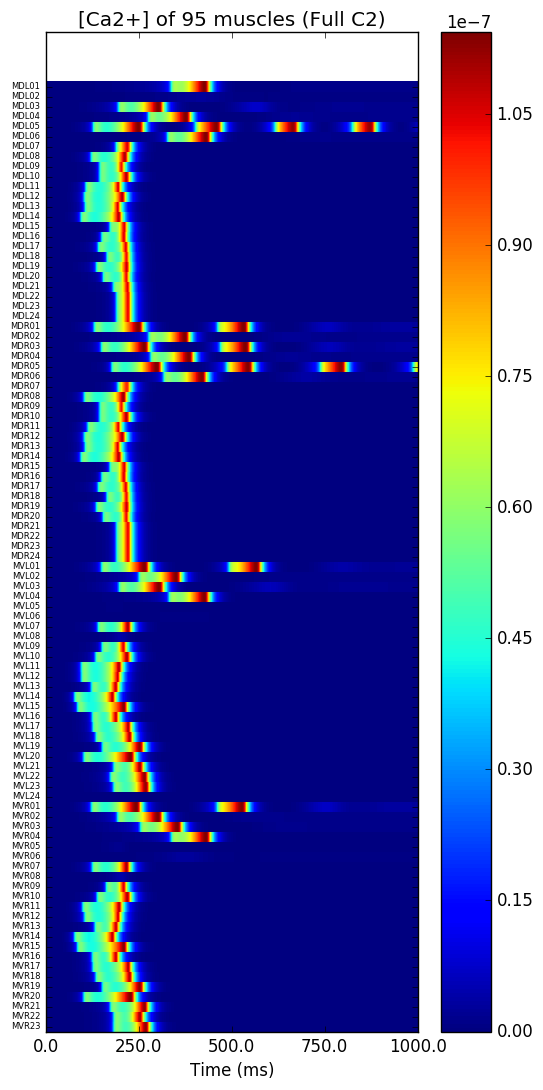 [Ca2+] of 95 muscles (Full C2)
1e−7
MDL01
MDL02
MDL03
MDL04
MDL05
MDL06
MDL07
MDL08
MDL09
MDL10
MDL11
MDL12
MDL13
MDL14
MDL15
MDL16
MDL17
MDL18
MDL19
MDL20
MDL21
MDL22
MDL23
MDL24
MDR01
MDR02
MDR03
MDR04
MDR05
MDR06
MDR07
MDR08
MDR09
MDR10
MDR11
MDR12
MDR13
MDR14
MDR15
MDR16
MDR17
MDR18
MDR19
MDR20
MDR21
MDR22
MDR23
MDR24
MVL01
MVL02
MVL03
MVL04
MVL05
MVL06
MVL07
MVL08
MVL09
MVL10
MVL11
MVL12
MVL13
MVL14
MVL15
MVL16
MVL17
MVL18
MVL19
MVL20
MVL21
MVL22
MVL23
MVL24
MVR01
MVR02
MVR03
MVR04
MVR05
MVR06
MVR07
MVR08
MVR09
MVR10
MVR11
MVR12
MVR13
MVR14
MVR15
MVR16
MVR17
MVR18
MVR19
MVR20
MVR21
MVR22
MVR23
0.0 250.0 500.0 750.0 1000.0
Time (ms)
1.05
0.90
0.75
0.60
0.45
0.30
0.15
0.00